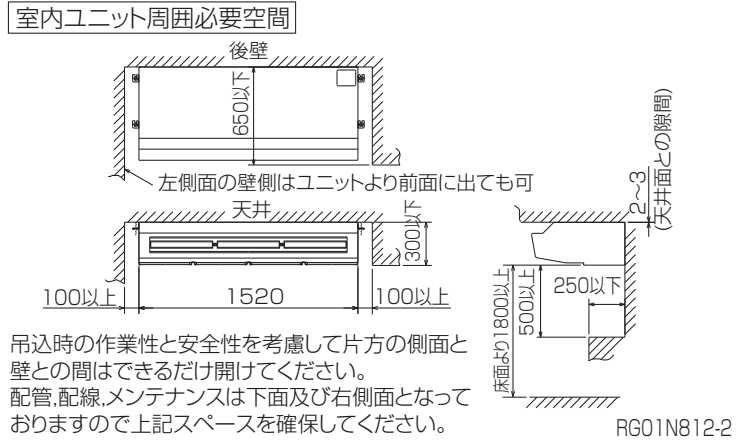 室内ユニット周囲必要空間
後壁
650以下
左側面の壁側はユニットより前面に出ても可
天井
300以下
100以上
1520
100以上
2～3
(天井面との隙間)
250以下
500以上
床面より1800以上
吊込時の作業性と安全性を考慮して片方の側面と
壁との間はできるだけ開けてください。
配管,配線,メンテナンスは下面及び右側面となって
おりますので上記スペースを確保してください。
RG01N812-2